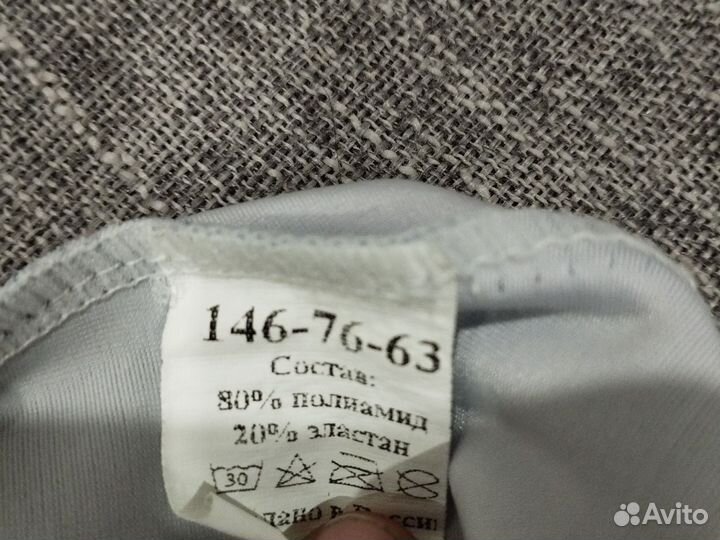 146-76-63
Состав:
80% полиамид
20% эластан
30
Avito